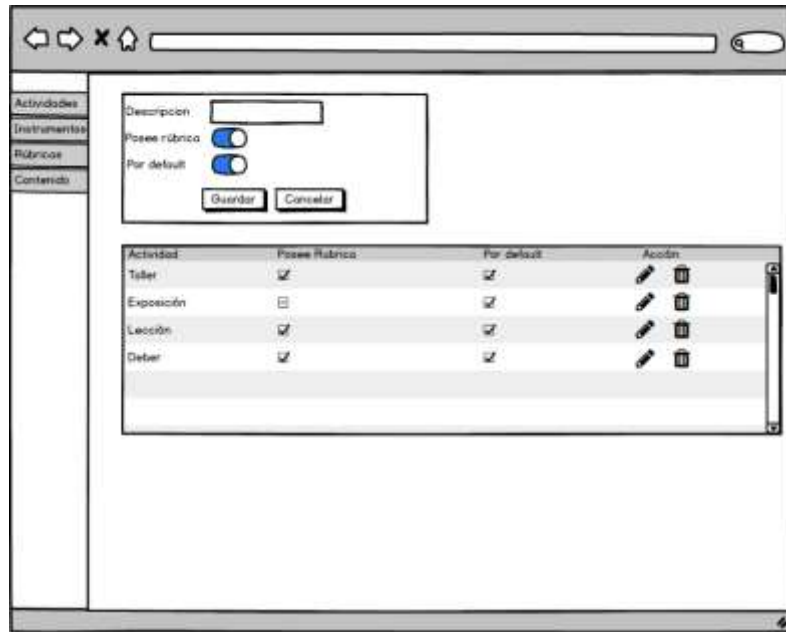 Actividades
Instrumentos
Rúbricas
Contenido
Descripcion
Posee rúbrica
Por default
Guardar Cancelar
Actividad Posee Rubrica Por default Acción
Taller
Exposición
Lección
Deber